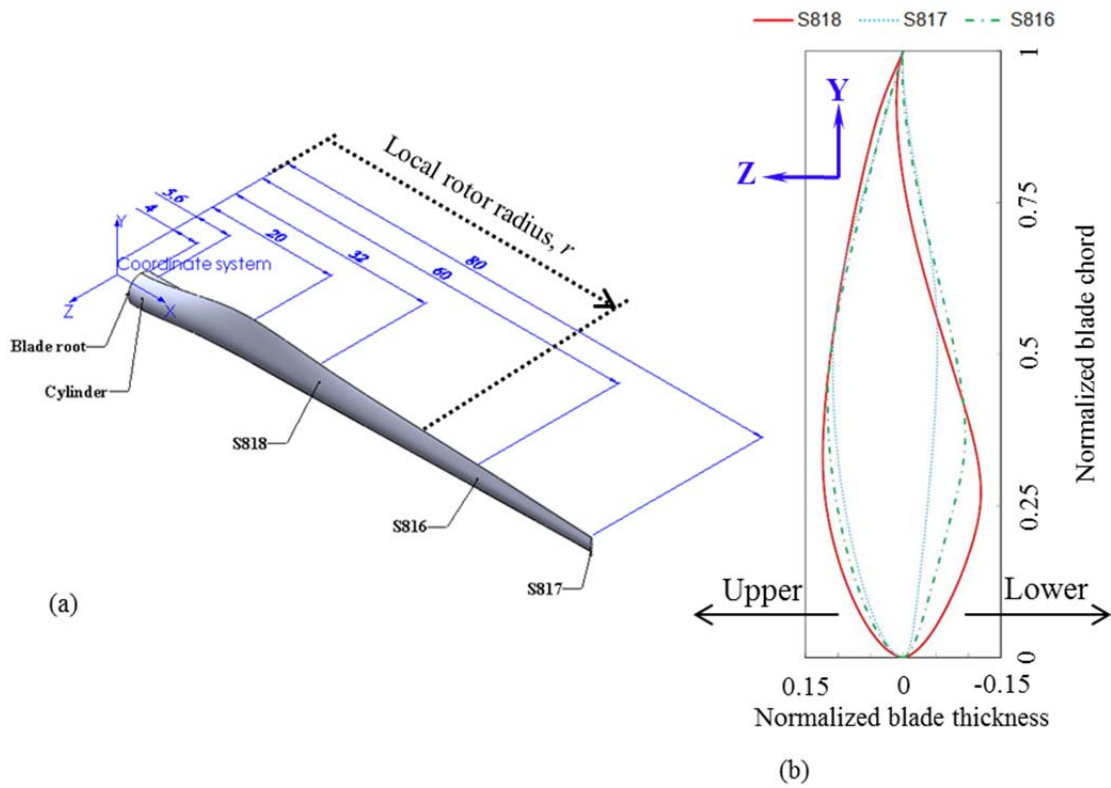 (a)
Local rotor radius, r
4
5.6
20
32
60
80
Y
Coordinate system
Z
X
Blade root
Cylinder
S818
S816
S817
S818 S817 S816
Y
Z
1
0.75
0.5
0.25
0
Normalized blade chord
Upper
Lower
0.15 0 -0.15
Normalized blade thickness
(b)